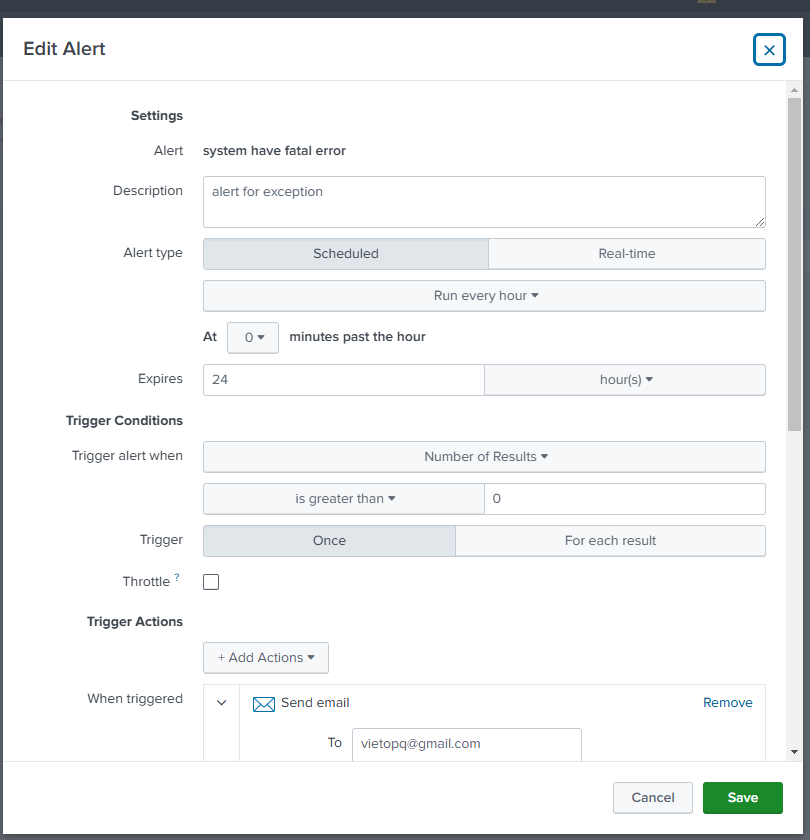 Edit Alert
Settings
Alert system have fatal error
Description alert for exception
Alert type Scheduled Real-time
Run every hour
At 0 minutes past the hour
Expires 24 hour(s)
Trigger Conditions
Trigger alert when Number of Results
is greater than 0
Trigger Once For each result
Throttle ?
Trigger Actions
+ Add Actions
When triggered Send email Remove
To vietopq@gmail.com
Cancel Save